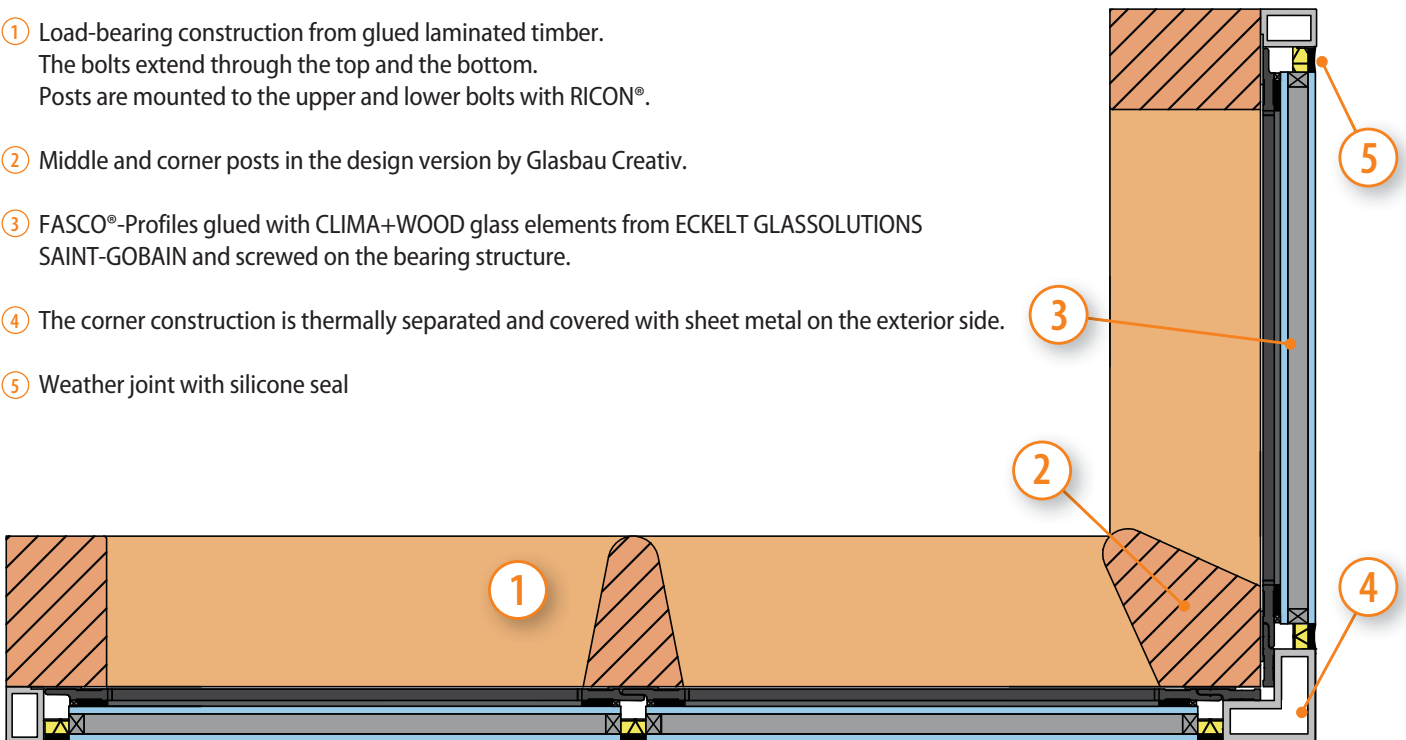 1 Load-bearing construction from glued laminated timber.
The bolts extend through the top and the bottom.
Posts are mounted to the upper and lower bolts with RICON®.
2 Middle and corner posts in the design version by Glasbau Creativ.
3 FASCO®-Profiles glued with CLIMA+WOOD glass elements from ECKELT GLASSOLUTIONS
SAINT-GOBAIN and screwed on the bearing structure.
4 The corner construction is thermally separated and covered with sheet metal on the exterior side.
5 Weather joint with silicone seal
5
3
2
1
4